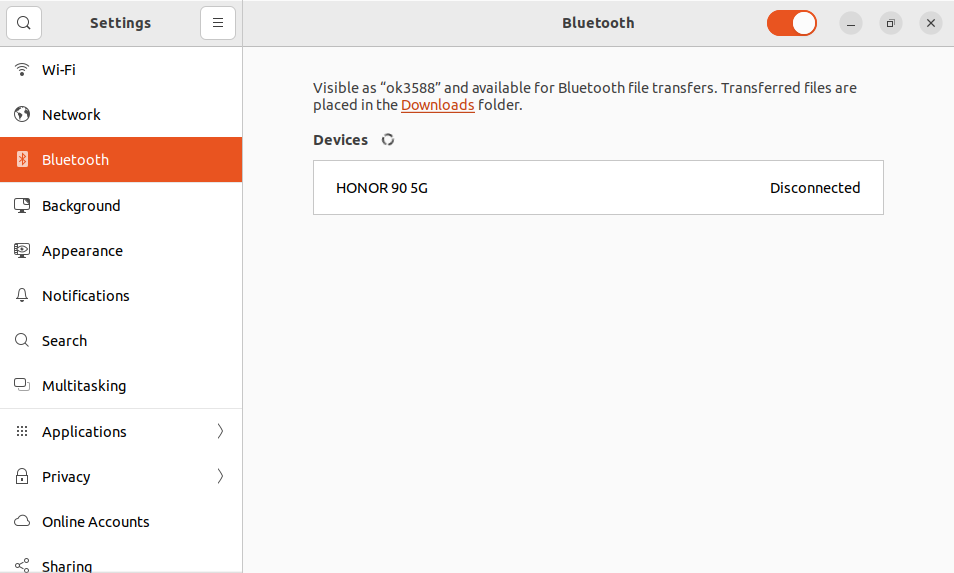 Settings
Bluetooth
Wi-Fi
Network
Bluetooth
Background
Appearance
Notifications
Search
Multitasking
Applications
Privacy
Online Accounts
Sharing
Visible as “ok3588” and available for Bluetooth file transfers. Transferred files are
placed in the Downloads folder.
Devices
HONOR 90 5G Disconnected